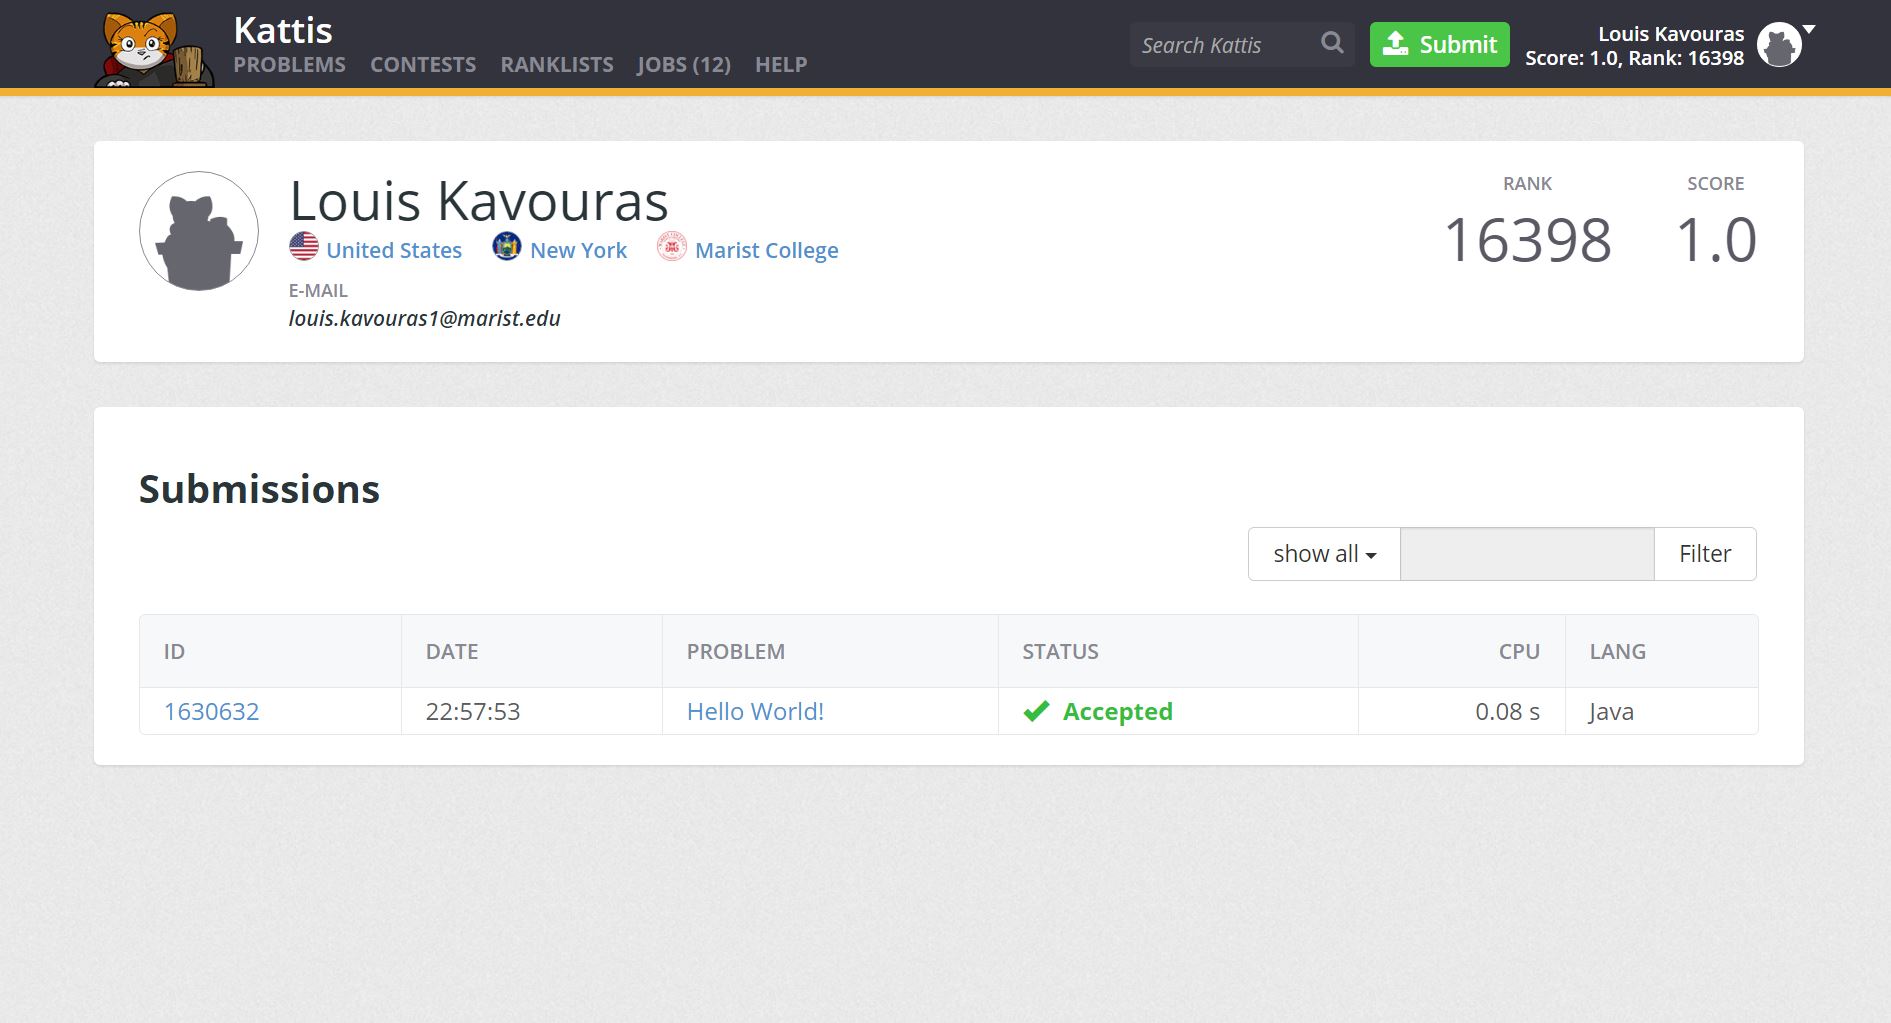 Kattis
PROBLEMS CONTESTS RANKLISTS JOBS (12) HELP
Search Kattis
Submit
Louis Kavouras
Score: 1.0, Rank: 16398
Louis Kavouras
United States New York Marist College
E-MAIL
louis.kavouras1@marist.edu
RANK SCORE
16398 1.0
Submissions
show all Filter
ID DATE PROBLEM STATUS CPU LANG
1630632 22:57:53 Hello World! Accepted 0.08 s Java